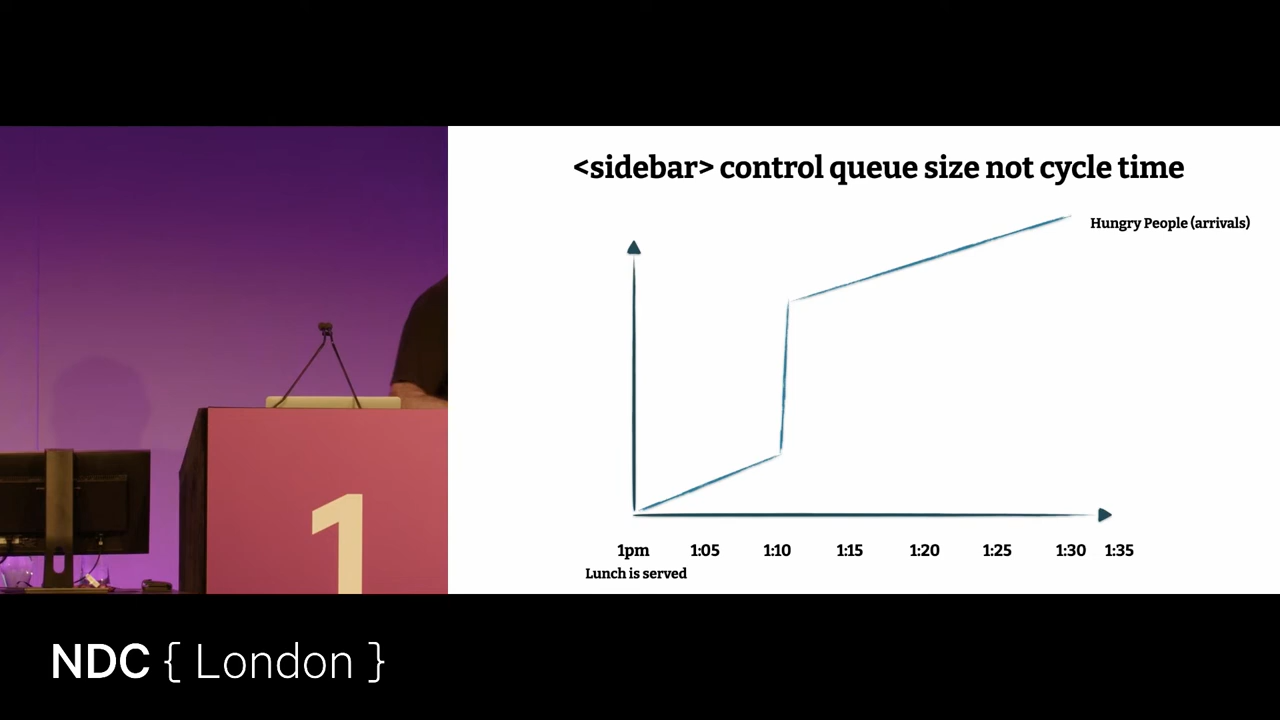 <sidebar> control queue size not cycle time
Hungry People (arrivals)
1pm 1:05 1:10 1:15 1:20 1:25 1:30 1:35
Lunch is served
1
NDC { London }